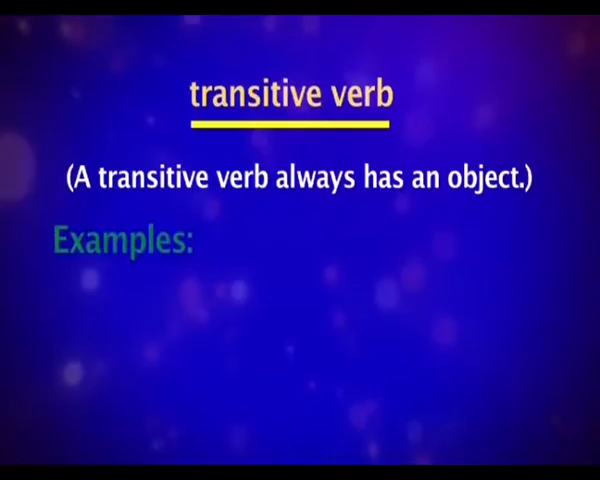 transitive verb
(A transitive verb always has an object.)
Examples: